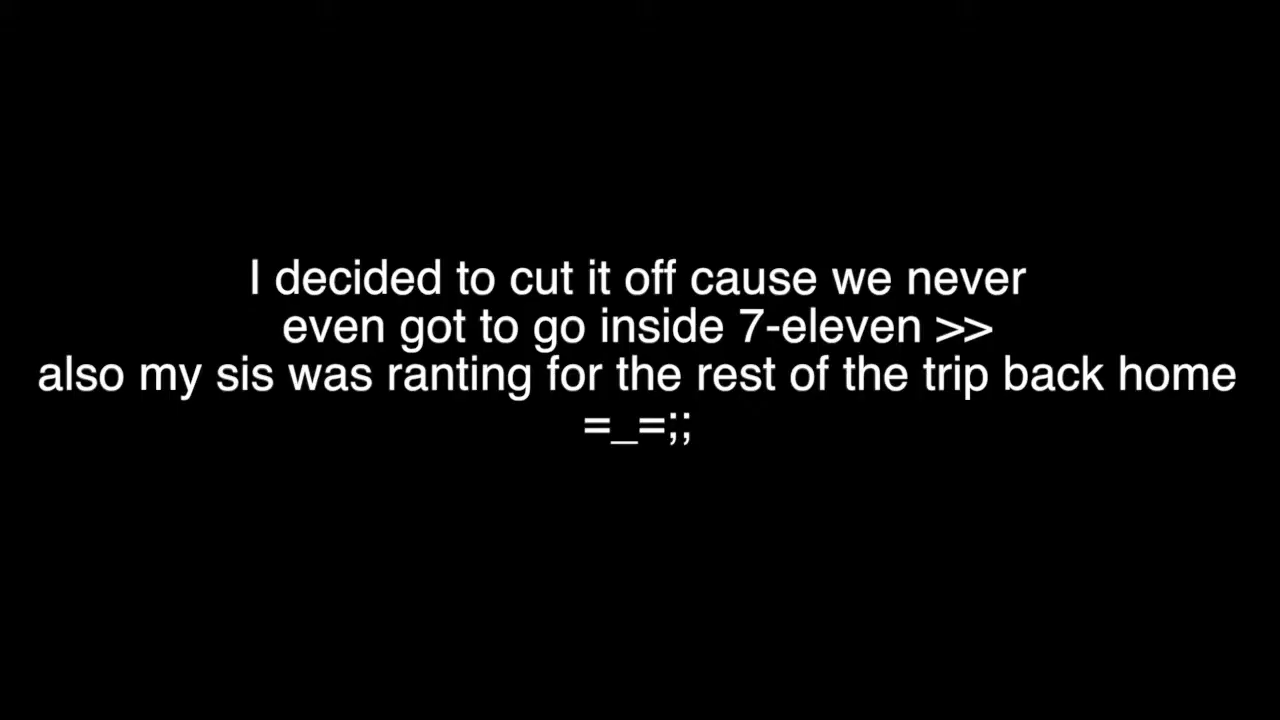 I decided to cut it off cause we never
even got to go inside 7-eleven >>
also my sis was ranting for the rest of the trip back home
=_=;;